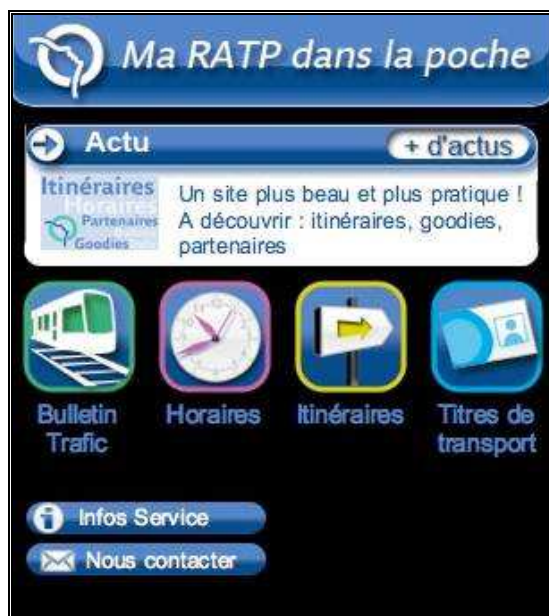 Ma RATP dans la poche
Actu
+ d'actus
Itinéraires
Horaires
Partenaires
Goodies
Un site plus beau et plus pratique !
A découvrir : itinéraires, goodies,
partenaires
Bulletin
Trafic
Horaires
Itinéraires
Titres de
transport
Infos Service
Nous contacter